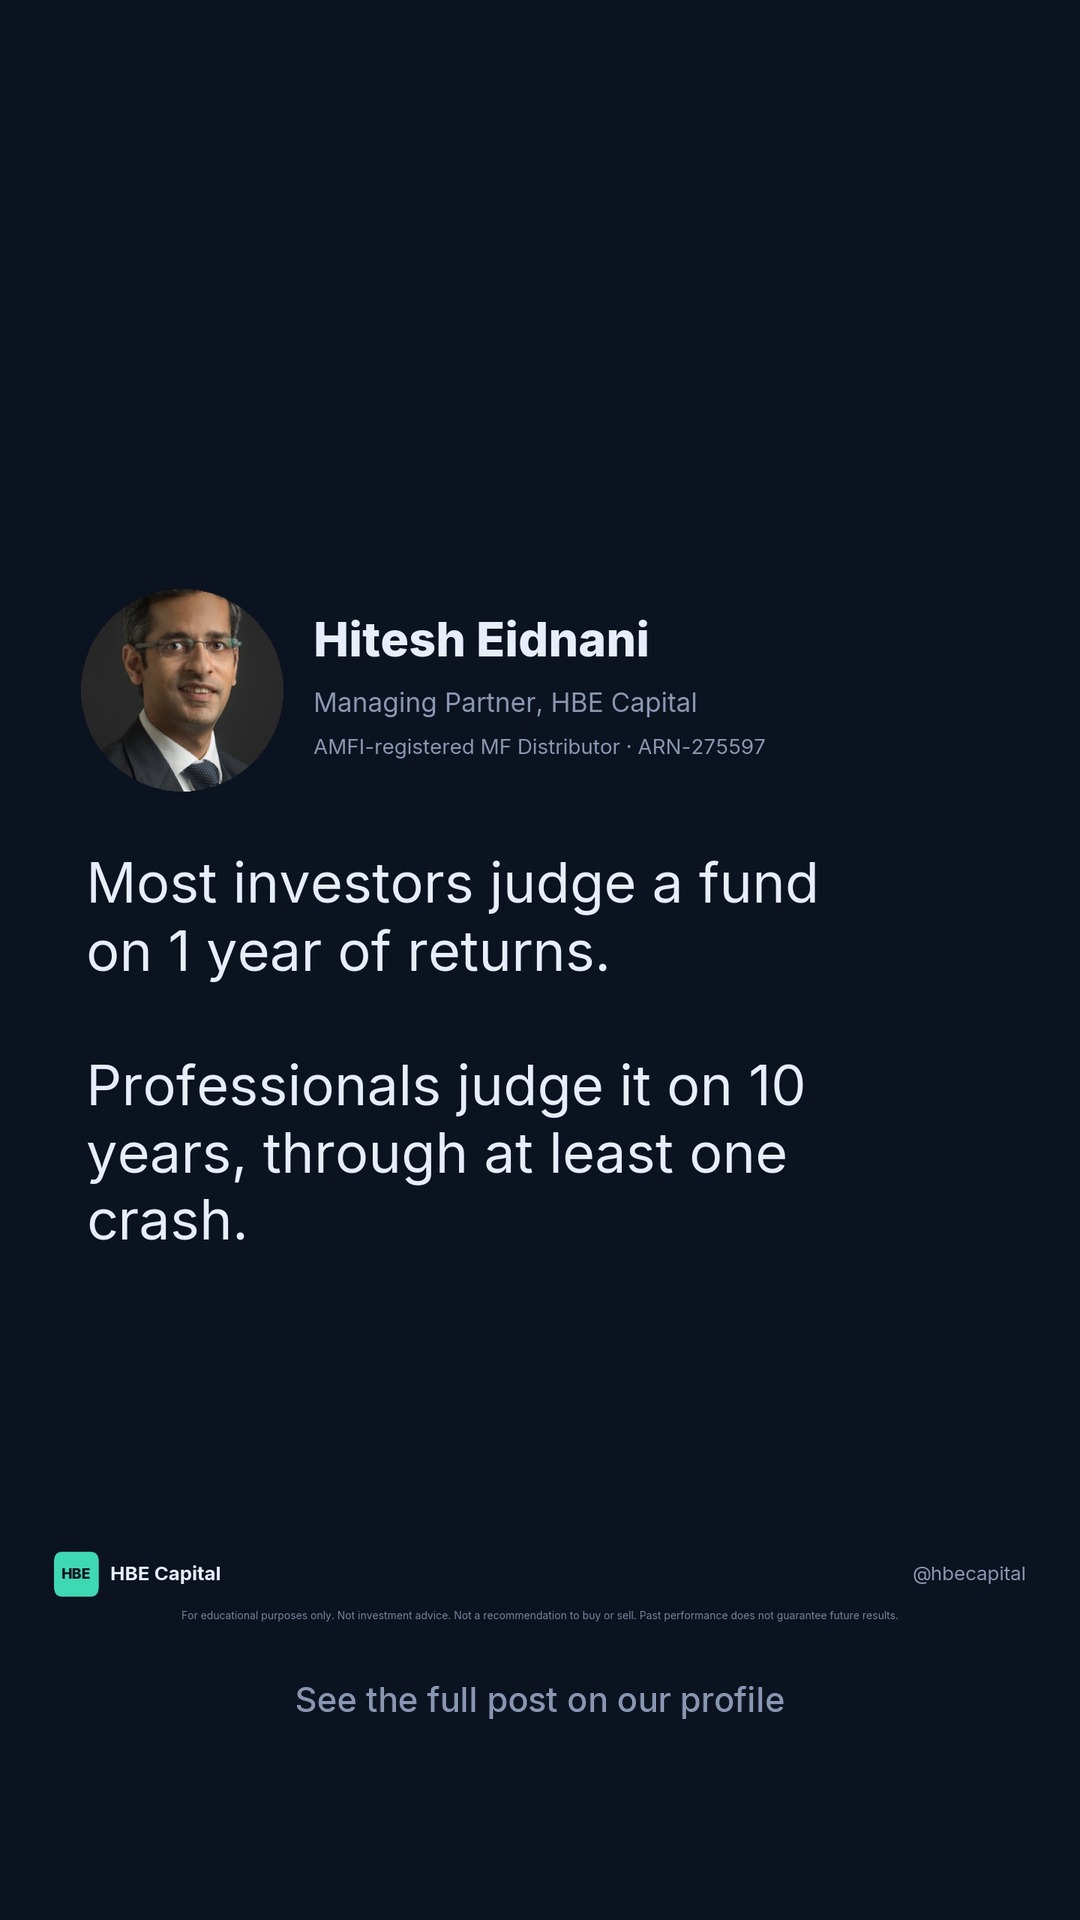 Hitesh Eidnani
Managing Partner, HBE Capital
AMFI-registered MF Distributor · ARN-275597
Most investors judge a fund
on 1 year of returns.
Professionals judge it on 10
years, through at least one
crash.
HBE HBE Capital @hbecapital
For educational purposes only. Not investment advice. Not a recommendation to buy or sell. Past performance does not guarantee future results.
See the full post on our profile